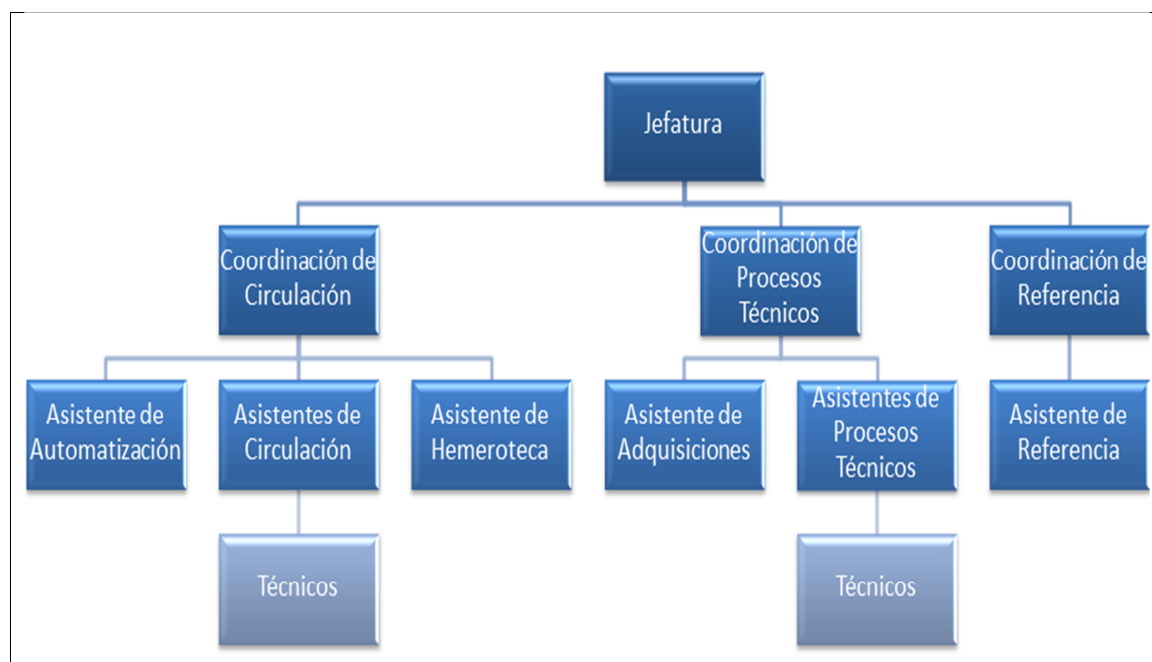 Jefatura
Coordinación de
Circulación
Coordinación de
Procesos
Técnicos
Coordinación de
Referencia
Asistente de
Automatización
Asistentes de
Circulación
Asistente de
Hemeroteca
Asistente de
Adquisiciones
Asistentes de
Procesos
Técnicos
Asistente de
Referencia
Técnicos
Técnicos